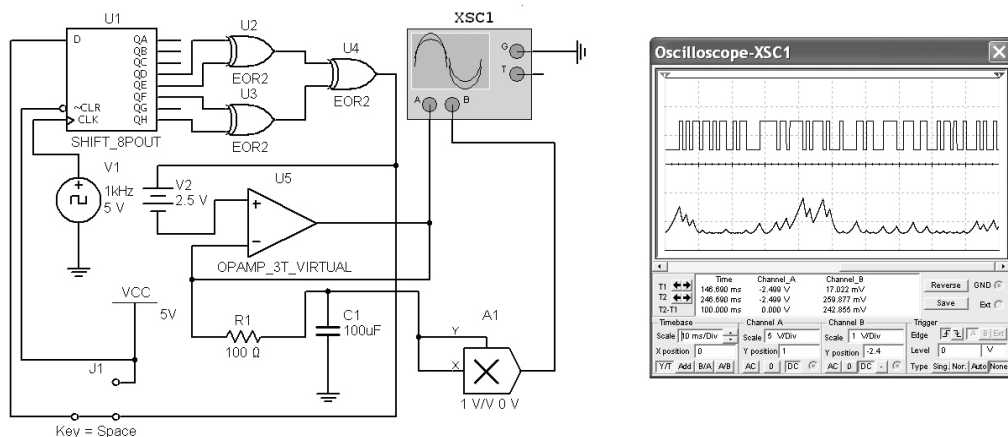 U1
D
QA
QB
QC
QD
QE
QF
QG
QH
~CLR
CLK
SHIFT_8POUT
U2
EOR2
U3
EOR2
U4
EOR2
XSC1
G
T
A B
V1
1kHz
5 V
V2
2.5 V
U5
+
−
OPAMP_3T_VIRTUAL
VCC
5V
R1
100 Ω
C1
100uF
A1
Y
X
1 V/V 0 V
J1
Key = Space
Oscilloscope-XSC1
Time Channel_A Channel_B
T1 146.690 ms -2.499 V 17.022 mV
T2 246.690 ms -2.499 V 259.877 mV
T2-T1 100.000 ms 0.000 V 242.855 mV
Reverse GND
Save Ext
Timebase Channel A Channel B Trigger
Scale 10 ms/Div Scale 5 V/Div Scale 1 V/Div Edge A B Ext
X position 0 Y position 1 Y position -2.4 Level 0 V
Y/T Add B/A A/B AC 0 DC AC 0 DC - Type Sing. Nor. Auto None